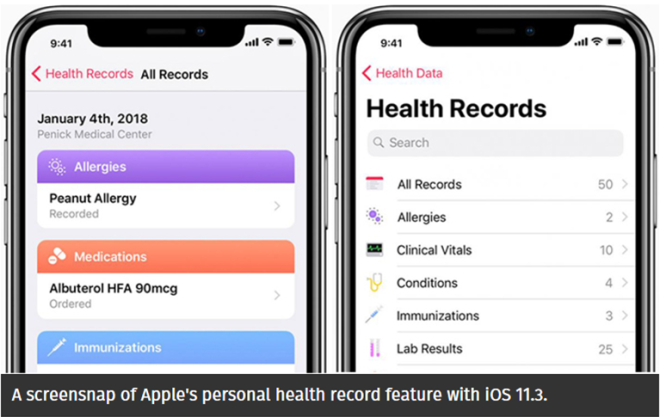 9:41
Health Records All Records
January 4th, 2018
Penick Medical Center
Allergies
Peanut Allergy
Recorded
Medications
Albuterol HFA 90mcg
Ordered
Immunizations
9:41
Health Data
Health Records
Search
All Records 50
Allergies 2
Clinical Vitals 10
Conditions 4
Immunizations 3
Lab Results 25
A screensnap of Apple's personal health record feature with iOS 11.3.